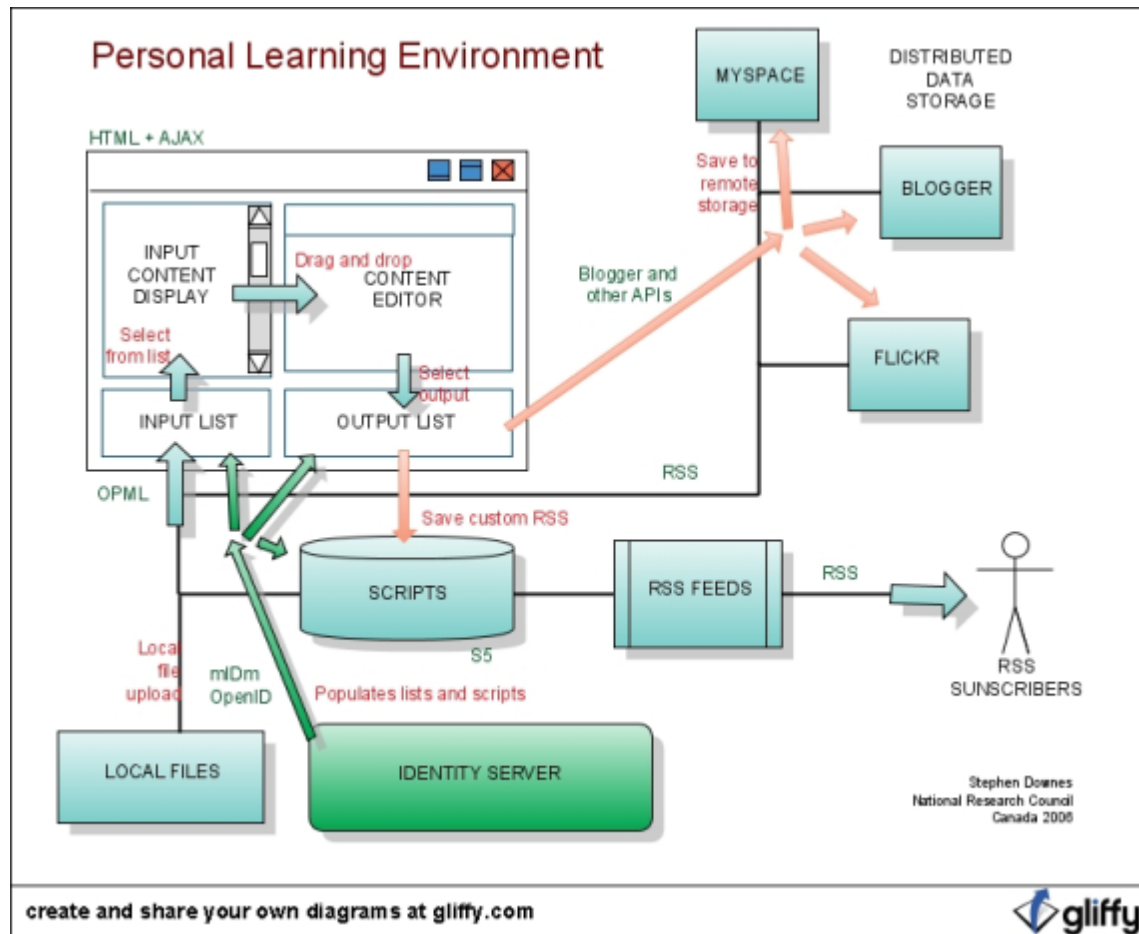 Personal Learning Environment
MYSPACE
DISTRIBUTED
DATA
STORAGE
HTML + AJAX
Save to
remote
storage
BLOGGER
INPUT
CONTENT
DISPLAY
Drag and drop
CONTENT
EDITOR
Blogger and
other APIs
Select
from list
FLICKR
Select
output
INPUT LIST
OUTPUT LIST
RSS
OPML
Save custom RSS
SCRIPTS
RSS FEEDS
RSS
S5
Local
file
upload
mIDm
OpenID
Populates lists and scripts
RSS
SUNSCRIBERS
LOCAL FILES
IDENTITY SERVER
Stephen Downes
National Research Council
Canada 2006
create and share your own diagrams at gliffy.com
gliffy